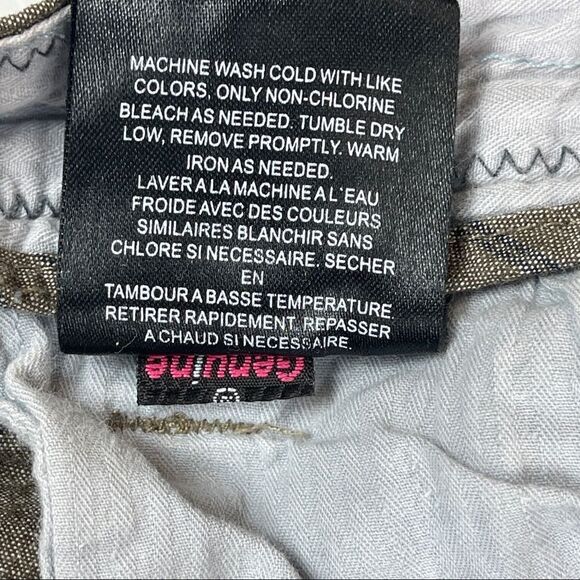 MACHINE WASH COLD WITH LIKE
COLORS, ONLY NON-CHLORINE
BLEACH AS NEEDED. TUMBLE DRY
LOW, REMOVE PROMPTLY. WARM
IRON AS NEEDED.
LAVER A LA MACHINE A L'EAU
FROIDE AVEC DES COULEURS
SIMILAIRES BLANCHIR SANS
CHLORE SI NECESSAIRE. SECHER
EN
TAMBOUR A BASSE TEMPERATURE.
RETIRER RAPIDEMENT. REPASSER
A CHAUD SI NECESSAIRE.
Genuine
®